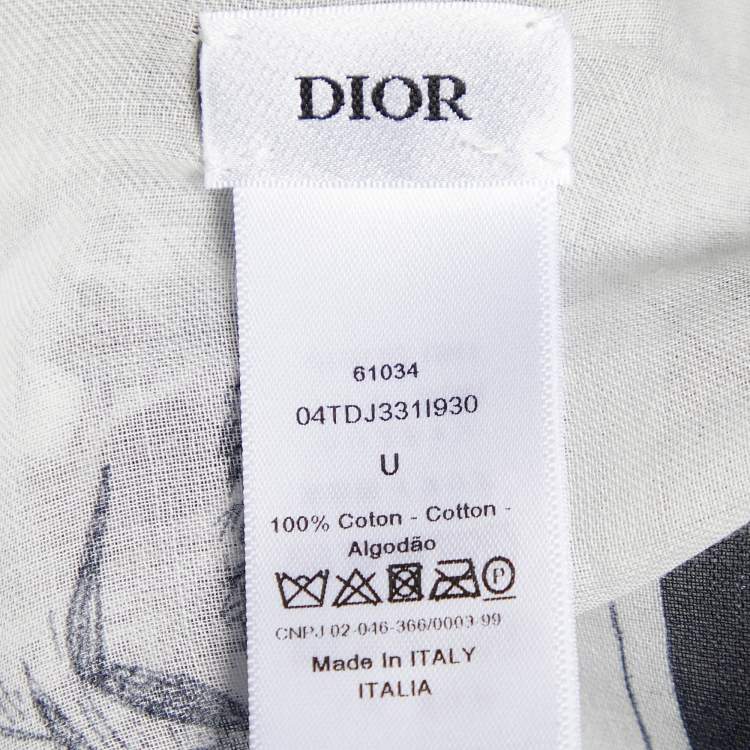 DIOR
61034
04TDJ331I930
U
100% Coton - Cotton -
Algodão
P
CNPJ 02-046-366/0003-99
Made In ITALY
ITALIA